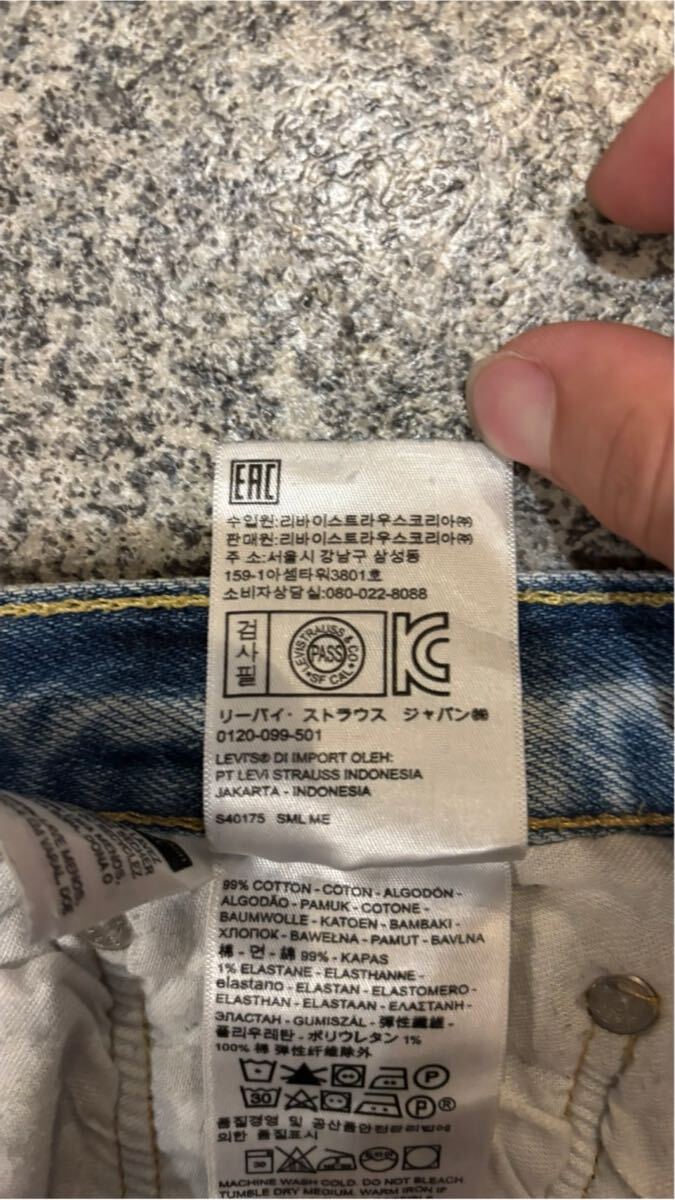 EAC
수입원:리바이스트라우스코리아㈜
판매원:리바이스트라우스코리아㈜
주 소:서울시 강남구 삼성동
159-1아셈타워3801호
소비자상담실:080-022-8088
검사필
LEVI STRAUSS & CO
PASS
SF CAL
KC
リーバイ・ストラウス ジャパン㈱
0120-099-501
LEVI'S® DI IMPORT OLEH:
PT LEVI STRAUSS INDONESIA
JAKARTA - INDONESIA
S40175 SML ME
99% COTTON - COTON - ALGODÓN -
ALGODÃO - PAMUK - COTONE -
BAUMWOLLE - KATOEN - BAMBAKI -
ХЛОПОК - BAWEŁNA - PAMUT - BAVLNA
棉 - 면 - 綿 99% - KAPAS
1% ELASTANE - ELASTHANNE -
elastano - ELASTAN - ELASTOMERO -
ELASTHAN - ELASTAAN - ΕΛΑΣΤΑΝΗ -
ЭЛАСТАН - GUMISZÁL - 弾性繊維 -
폴리우레탄 - ポリウレタン 1%
100% 棉 弹性纤维除外
P
30 P ®
품질경영 및 공산품안전관리법에
의한 품질표시
30
MACHINE WASH COLD. DO NOT BLEACH.
TUMBLE DRY MEDIUM. WARM IRON IF